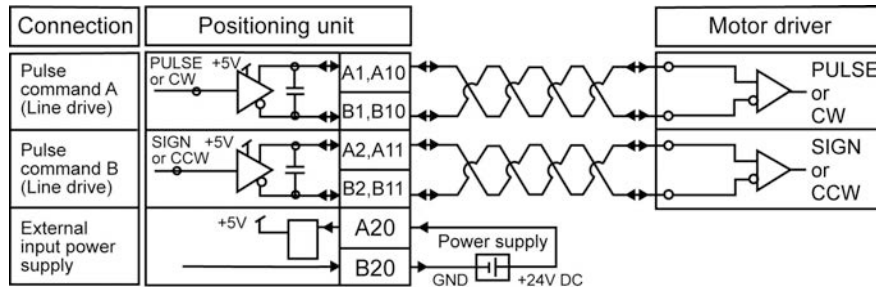 Connection
Positioning unit
Motor driver
Pulse
command A
(Line drive)
PULSE +5V
or CW
A1,A10
B1,B10
PULSE
or
CW
Pulse
command B
(Line drive)
SIGN +5V
or CCW
A2,A11
B2,B11
SIGN
or
CCW
External
input power
supply
+5V
A20
B20
Power supply
GND
+24V DC